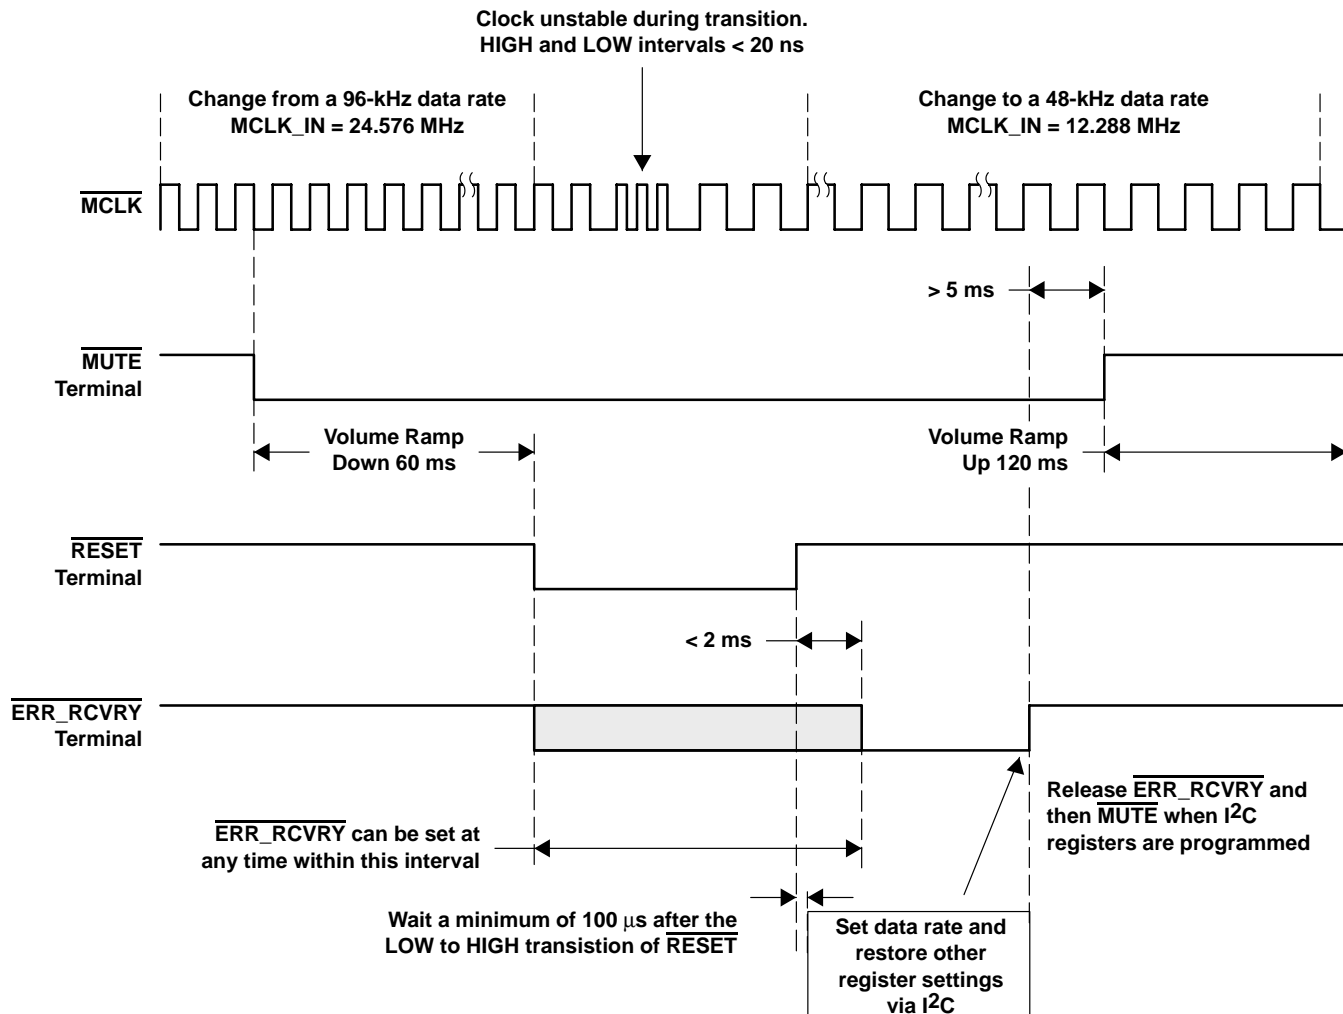 Clock unstable during transition.
HIGH and LOW intervals < 20 ns
Change from a 96-kHz data rate
MCLK_IN = 24.576 MHz
Change to a 48-kHz data rate
MCLK_IN = 12.288 MHz
MCLK
> 5 ms
MUTE
Terminal
Volume Ramp
Down 60 ms
Volume Ramp
Up 120 ms
RESET
Terminal
< 2 ms
ERR_RCVRY
Terminal
Release ERR_RCVRY and
then MUTE when I2C
registers are programmed
ERR_RCVRY can be set at
any time within this interval
Wait a minimum of 100 μs after the
LOW to HIGH transistion of RESET
Set data rate and
restore other
register settings
via I2C